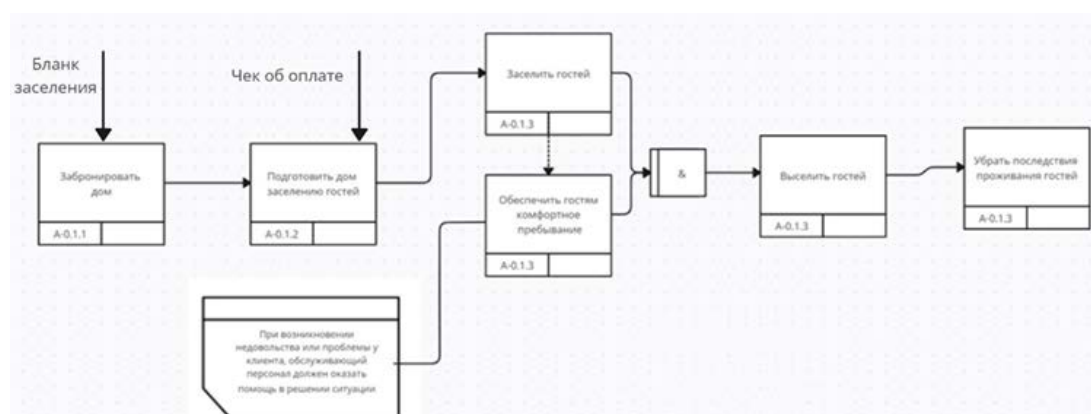 Бланк
заселения
Чек об оплате
Забронировать
дом
А-0.1.1
Подготовить дом
заселению гостей
А-0.1.2
Заселить гостей
А-0.1.3
Обеспечить гостям
комфортное
пребывание
А-0.1.3
&
Выселить гостей
А-0.1.3
Убрать последствия
проживания гостей
А-0.1.3
При возникновении
недовольства или проблемы у
клиента, обслуживающий
персонал должен оказать
помощь в решении ситуации